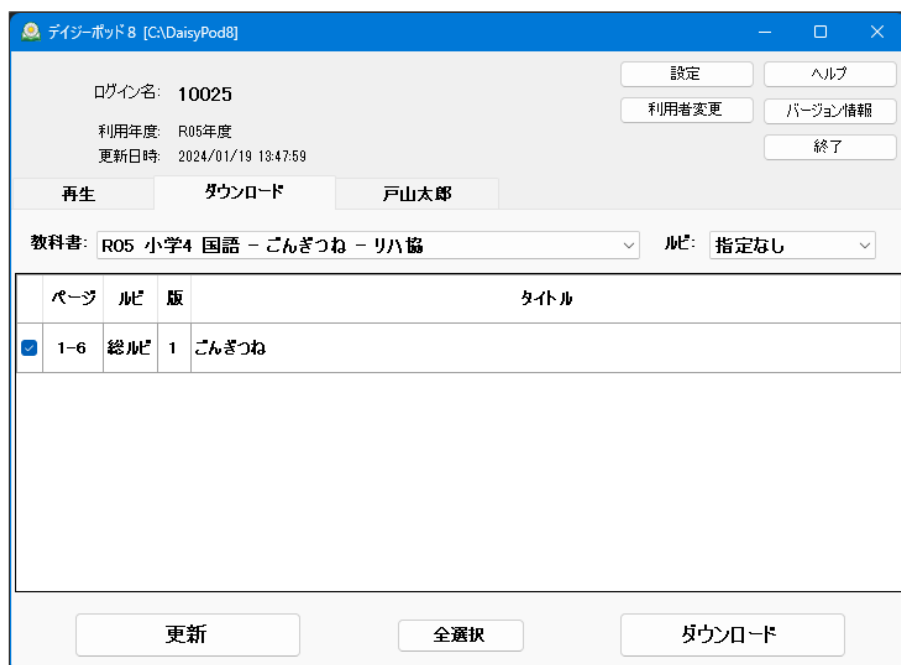 デイジーポッド8 [C:\DaisyPod8]
設定 ヘルプ
ログイン名: 10025
利用者変更 バージョン情報
利用年度: R05年度
更新日時: 2024/01/19 13:47:59
終了
再生 ダウンロード 戸山太郎
教科書: R05 小学4 国語 - ごんぎつね - リハ協 ルビ: 指定なし
ページ ルビ 版 タイトル
1-6 総ルビ 1 ごんぎつね
更新 全選択 ダウンロード